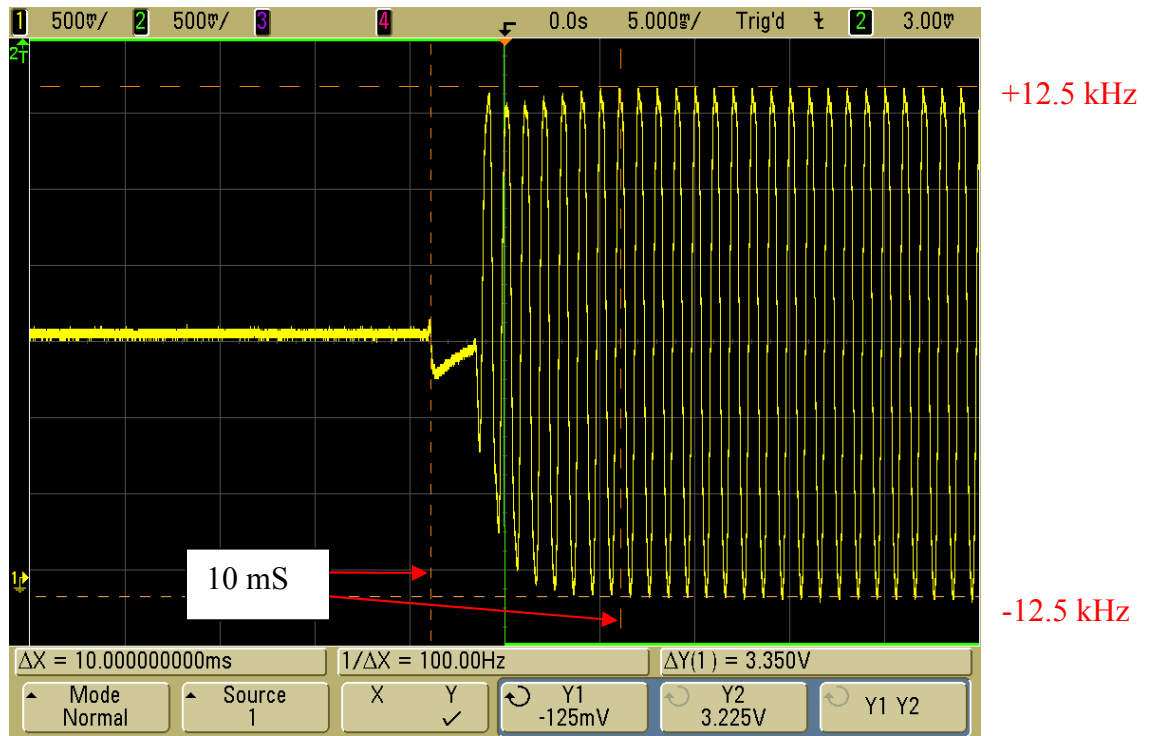 1 500mV/ 2 500mV/ 3 4 0.0s 5.000ms/ Trig'd 2 3.00V
2
T
+12.5 kHz
1
10 mS
-12.5 kHz
ΔX = 10.000000000ms 1/ΔX = 100.00Hz ΔY(1) = 3.350V
Mode Source X Y Y1 Y2 Y1 Y2
Normal 1 ✓ -125mV 3.225V